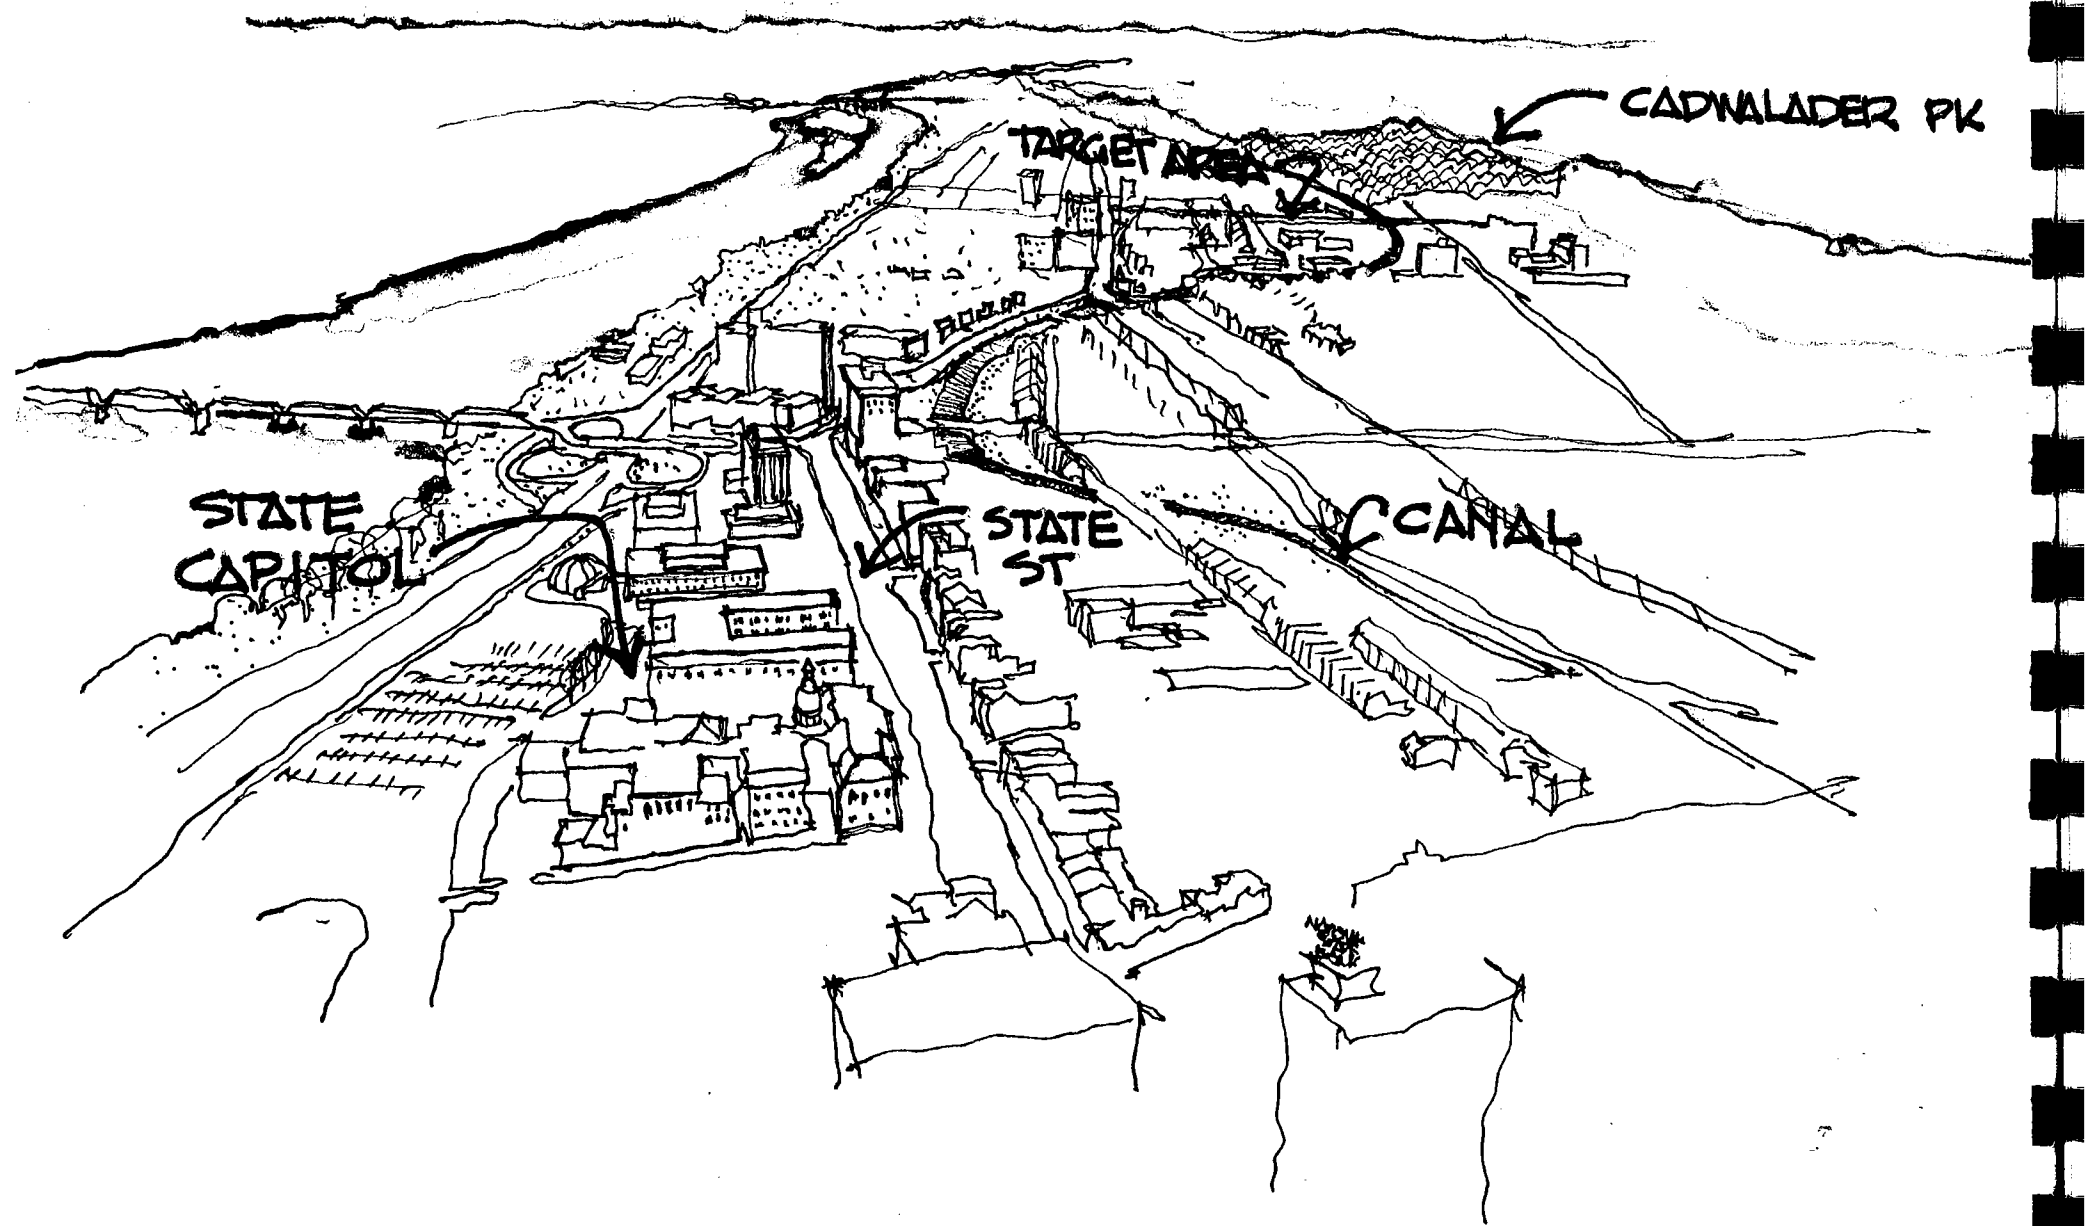 CADWALADER PK
TARGET AREA
STATE
CAPITOL
STATE
ST
CANAL